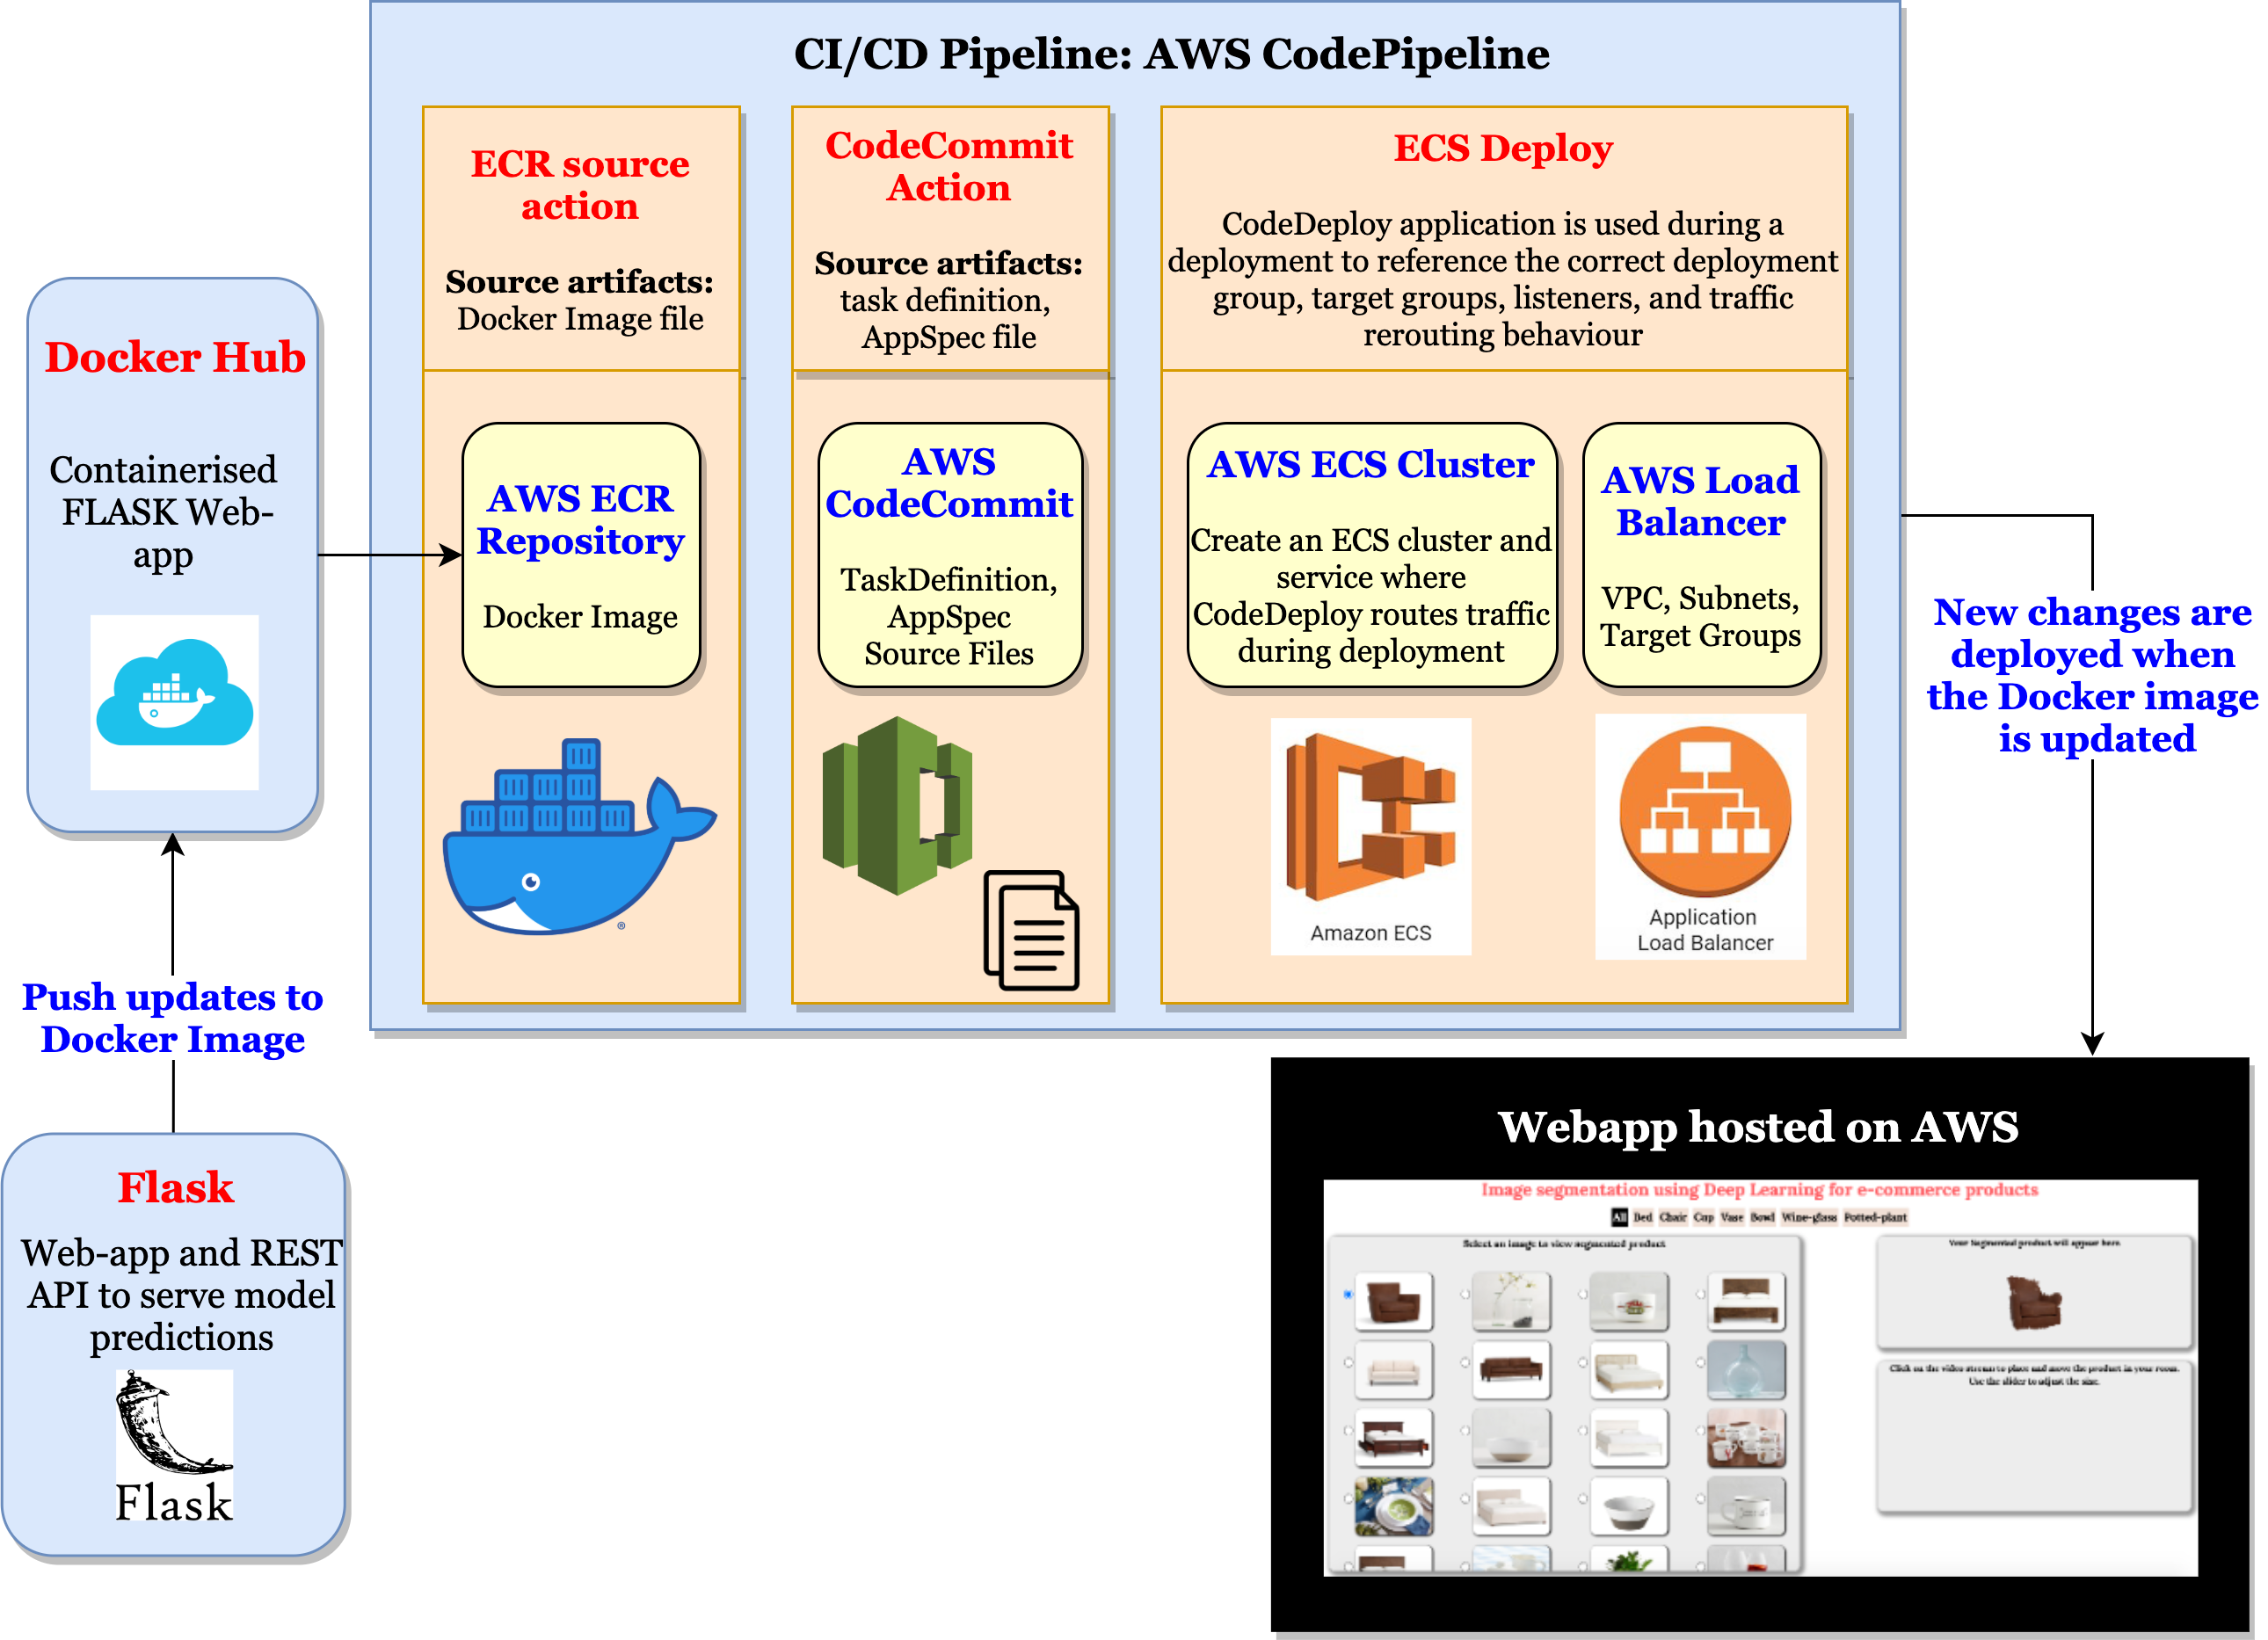 CI/CD Pipeline: AWS CodePipeline
ECR source
action
Source artifacts:
Docker Image file
CodeCommit
Action
Source artifacts:
task definition,
AppSpec file
ECS Deploy
CodeDeploy application is used during a
deployment to reference the correct deployment
group, target groups, listeners, and traffic
rerouting behaviour
Docker Hub
Containerised
FLASK Web-
app
AWS ECR
Repository
Docker Image
AWS
CodeCommit
TaskDefinition,
AppSpec
Source Files
AWS ECS Cluster
Create an ECS cluster and
service where
CodeDeploy routes traffic
during deployment
AWS Load
Balancer
VPC, Subnets,
Target Groups
®
Amazon ECS
Application
Load Balancer
New changes are
deployed when
the Docker image
is updated
Push updates to
Docker Image
Flask
Web-app and REST
API to serve model
predictions
Flask
Webapp hosted on AWS
Image segmentation using Deep Learning for e-commerce products
All Bed Chair Cup Vase Bowl Wine-glass Potted-plant
Select an image to view segmented product
Your Segmented product will appear here.
Click on the video stream to place and move the product in your room.
Use the slider to adjust the size.